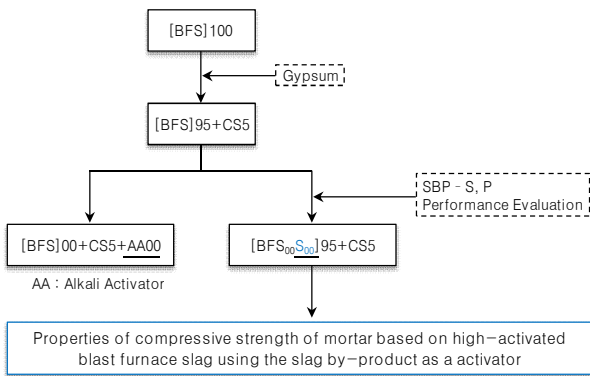 [BFS]100
Gypsum
[BFS]95+CS5
SBP - S, P
Performance Evaluation
[BFS]00+CS5+AA00
[BFS₀₀S₀₀]95+CS5
AA : Alkali Activator
Properties of compressive strength of mortar based on high-activated
blast furnace slag using the slag by-product as a activator